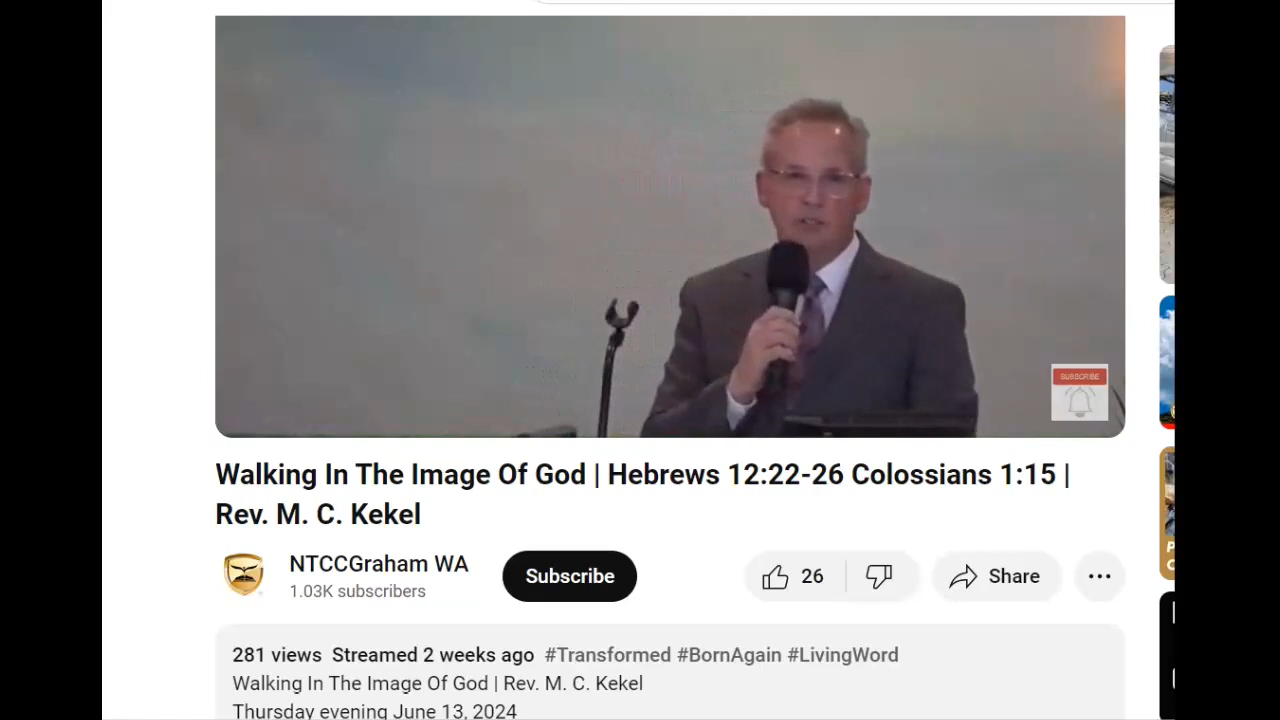 SUBSCRIBE
Walking In The Image Of God | Hebrews 12:22-26 Colossians 1:15 |
Rev. M. C. Kekel
NTCCGraham WA
1.03K subscribers
Subscribe
26
Share
281 views Streamed 2 weeks ago #Transformed #BornAgain #LivingWord
Walking In The Image Of God | Rev. M. C. Kekel
Thursday evening June 13, 2024